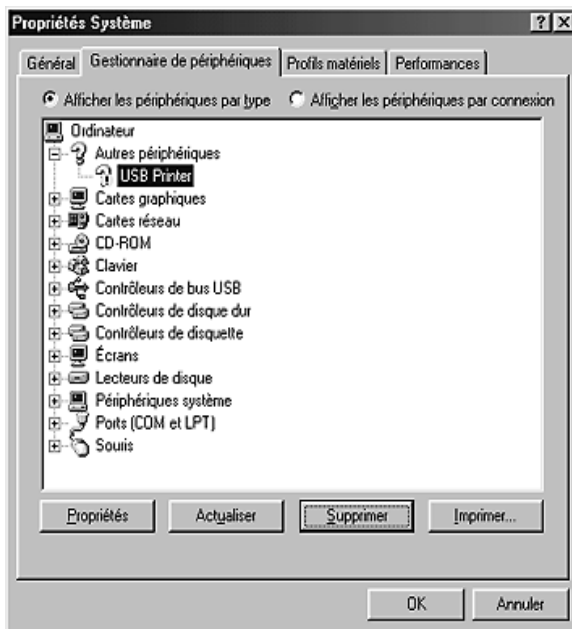 Propriétés Système
Général Gestionnaire de périphériques Profils matériels Performances
Afficher les périphériques par type Afficher les périphériques par connexion
Ordinateur
Autres périphériques
USB Printer
Cartes graphiques
Cartes réseau
CD-ROM
Clavier
Contrôleurs de bus USB
Contrôleurs de disque dur
Contrôleurs de disquette
Écrans
Lecteurs de disque
Périphériques système
Ports (COM et LPT)
Souris
Propriétés Actualiser Supprimer Imprimer...
OK Annuler